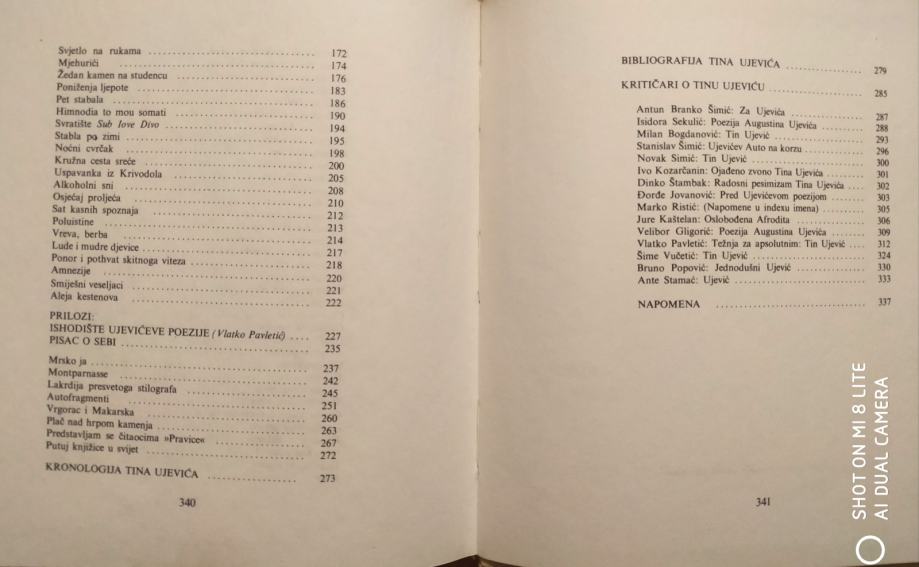 Svjetlo na rukama ........ 172
Mjehurići ........ 174
Žedan kamen na studencu ........ 176
Poniženja ljepote ........ 183
Pet stabala ........ 186
Himnodia to mou somati ........ 190
Svratište Sub Iove Divo ........ 194
Stabla po zimi ........ 195
Noćni cvrčak ........ 198
Kružna cesta sreće ........ 200
Uspavanka iz Krivodola ........ 205
Alkoholni sni ........ 208
Osjećaj proljeća ........ 210
Sat kasnih spoznaja ........ 212
Poluistine ........ 213
Vreva, berba ........ 214
Lude i mudre djevice ........ 217
Ponor i pothvat skitnoga viteza ........ 218
Amnezije ........ 220
Smiješni veseljaci ........ 221
Aleja kestenova ........ 222
PRILOZI:
ISHODIŠTE UJEVIĆEVE POEZIJE (Vlatko Pavletić) .... 227
PISAC O SEBI ........ 235
Mrsko ja ........ 237
Montparnasse ........ 242
Lakrdija presvetoga stilografa ........ 245
Autofragmenti ........ 251
Vrgorac i Makarska ........ 260
Plač nad hrpom kamenja ........ 263
Predstavljam se čitaocima »Pravice« ........ 267
Putuj knjižice u svijet ........ 272
KRONOLOGIJA TINA UJEVIĆA ........ 273
340
BIBLIOGRAFIJA TINA UJEVIĆA ........ 279
KRITIČARI O TINU UJEVIĆU ........ 285
Antun Branko Šimić: Za Ujevića ........ 287
Isidora Sekulić: Poezija Augustina Ujevića ........ 288
Milan Bogdanović: Tin Ujević ........ 293
Stanislav Šimić: Ujevićev Auto na korzu ........ 296
Novak Simić: Tin Ujević ........ 300
Ivo Kozarčanin: Ojađeno zvono Tina Ujevića ........ 301
Dinko Štambak: Radosni pesimizam Tina Ujevića .... 302
Đorđe Jovanović: Pred Ujevićevom poezijom ........ 303
Marko Ristić: (Napomene u indexu imena) ........ 305
Jure Kaštelan: Oslobođena Afrodita ........ 306
Velibor Gligorić: Poezija Augustina Ujevića ........ 309
Vlatko Pavletić: Težnja za apsolutnim: Tin Ujević .... 312
Šime Vučetić: Tin Ujević ........ 324
Bruno Popović: Jednodušni Ujević ........ 330
Ante Stamać: Ujević ........ 333
NAPOMENA ........ 337
341
SHOT ON MI 8 LITE
AI DUAL CAMERA